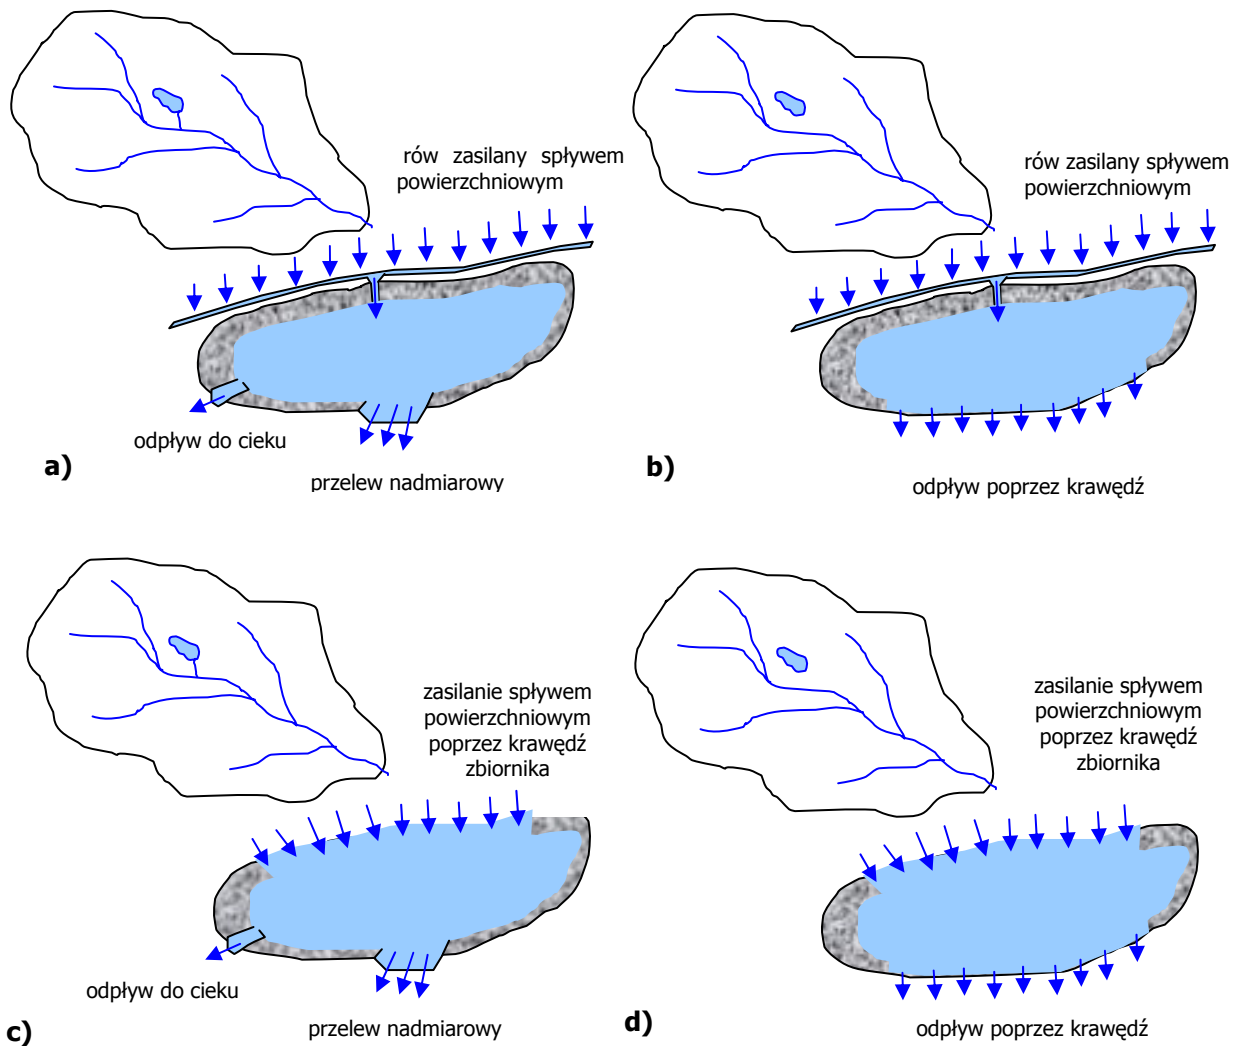 rów zasilany spływem
powierzchniowym
odpływ do cieku
a)
przelew nadmiarowy
rów zasilany spływem
powierzchniowym
b)
odpływ poprzez krawędź
zasilanie spływem
powierzchniowym
poprzez krawędź
zbiornika
odpływ do cieku
c)
przelew nadmiarowy
zasilanie spływem
powierzchniowym
poprzez krawędź
zbiornika
d)
odpływ poprzez krawędź